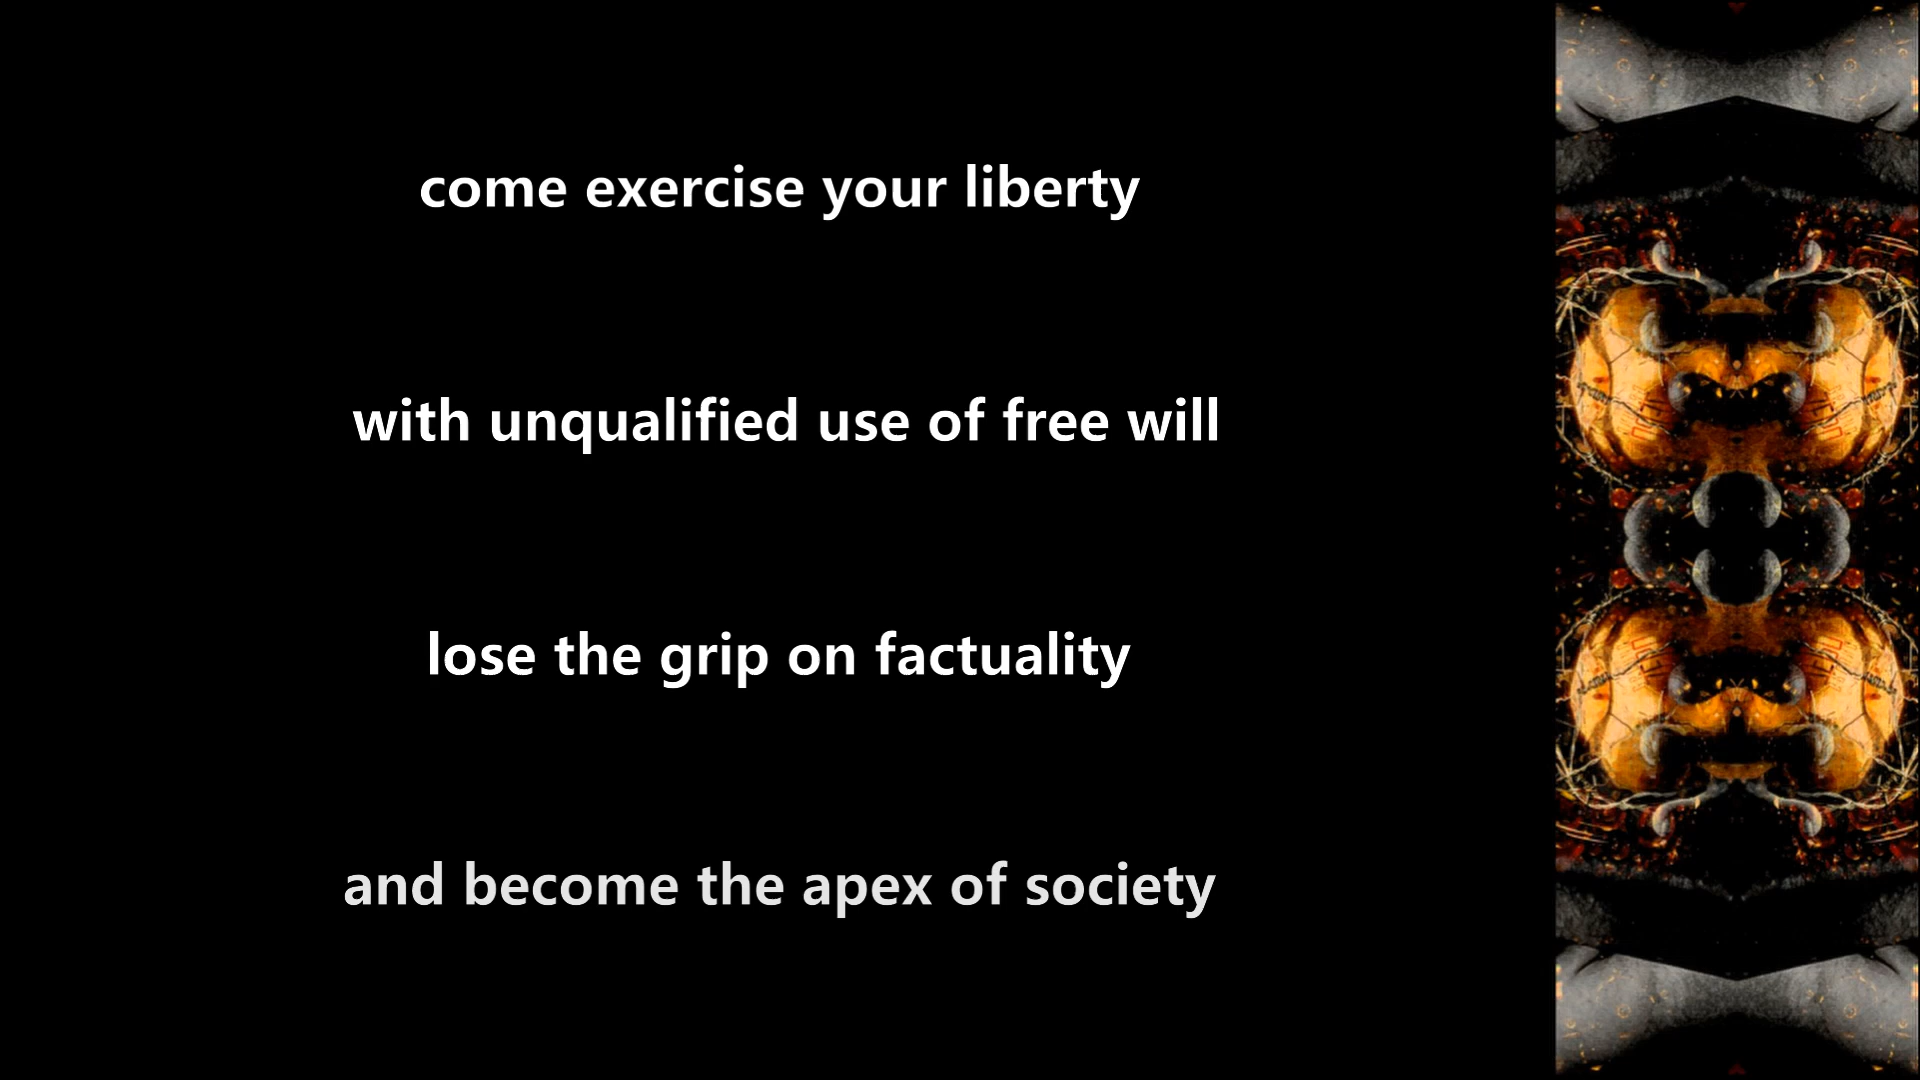 come exercise your liberty
with unqualified use of free will
lose the grip on factuality
and become the apex of society